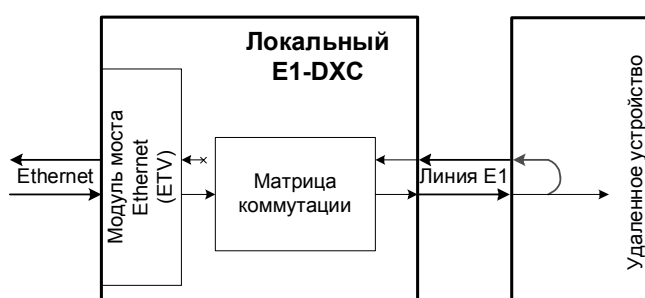 Локальный
E1-DXC
Модуль моста
Ethernet
(ETV)
Ethernet
Матрица
коммутации
Линия E1
Удаленное устройство